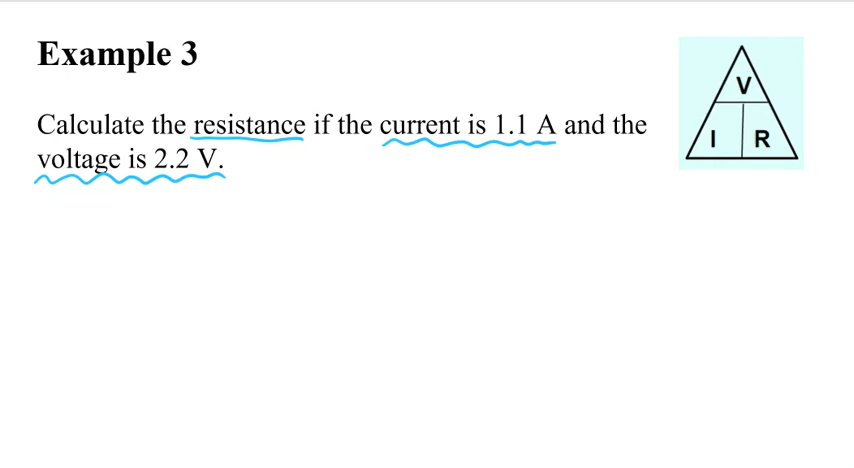 Example 3
Calculate the resistance if the current is 1.1 A and the
voltage is 2.2 V.
V
I R